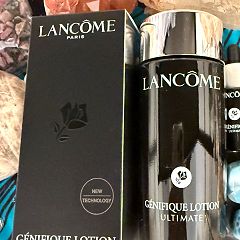 LANCÔME
PARIS
NEW
TECHNOLOGY
GÉNIFIQUE LOTION
LANCÔME
GÉNIFIQUE LOTION
ULTIMATE